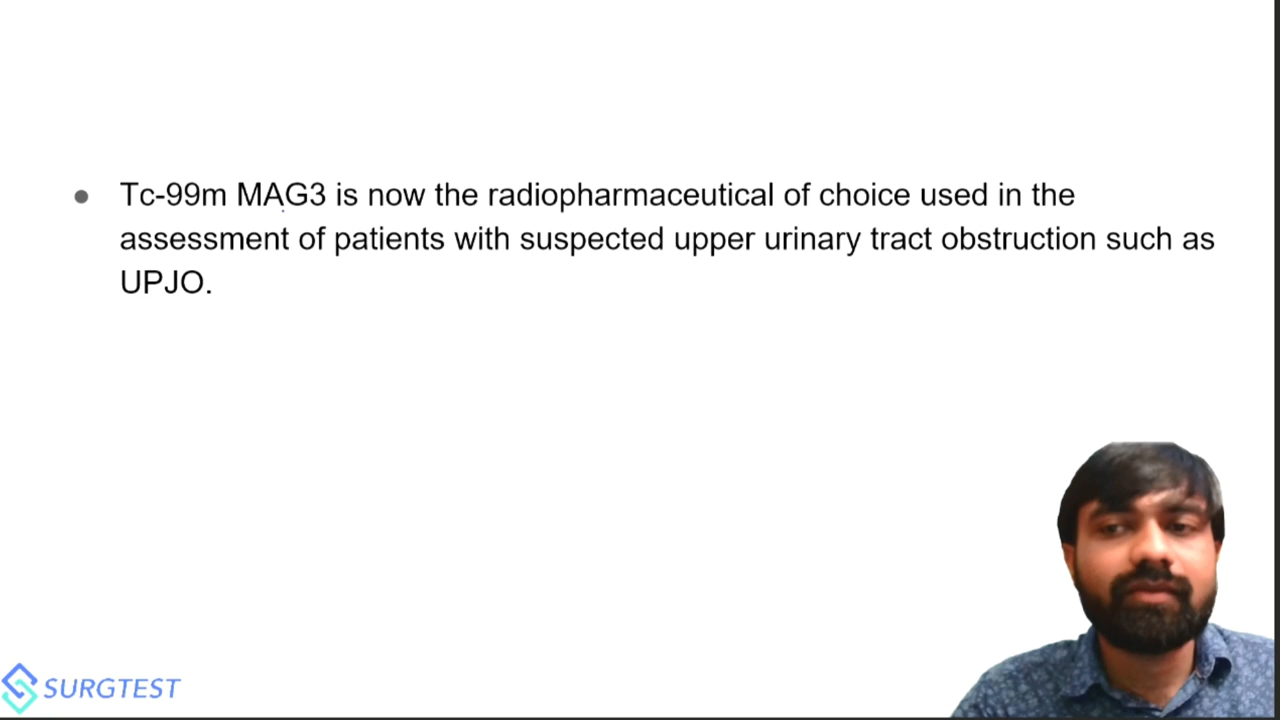 Tc-99m MAG3 is now the radiopharmaceutical of choice used in the
assessment of patients with suspected upper urinary tract obstruction such as
UPJO.
SURGTEST